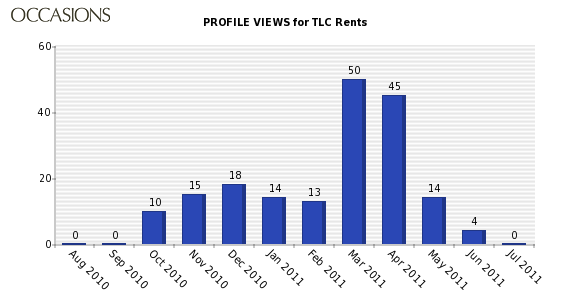 OCCASIONS
PROFILE VIEWS for TLC Rents
60
40
20
0
0
0
10
15
18
14
13
50
45
14
4
0
Aug 2010
Sep 2010
Oct 2010
Nov 2010
Dec 2010
Jan 2011
Feb 2011
Mar 2011
Apr 2011
May 2011
Jun 2011
Jul 2011